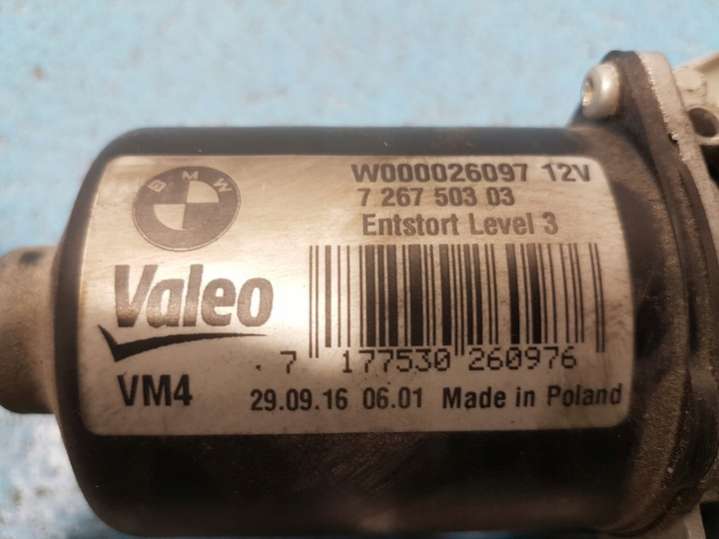 BMW
W000026097 12V
7 267 503 03
Entstort Level 3
Valeo
7 177530 260976
VM4
29.09.16 06.01 Made in Poland